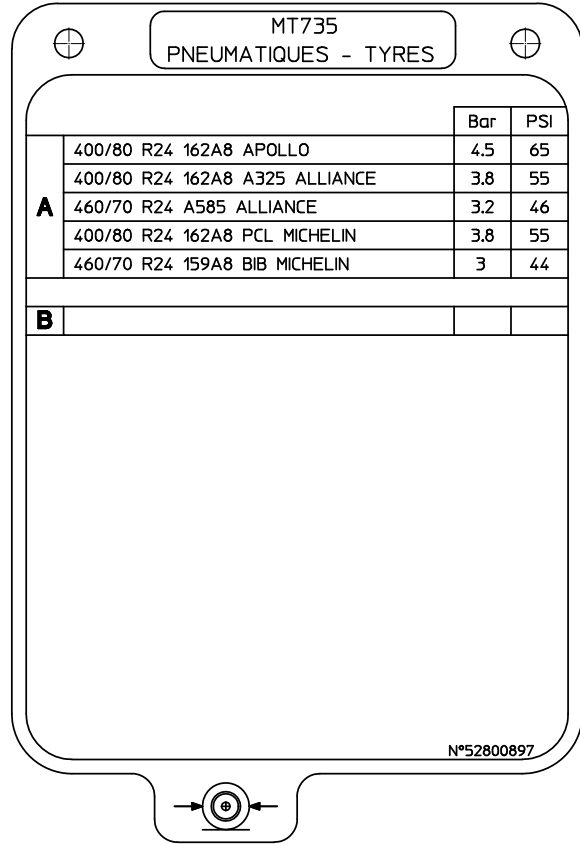 MT735
PNEUMATIQUES - TYRES
Bar PSI
400/80 R24 162A8 APOLLO 4.5 65
400/80 R24 162A8 A325 ALLIANCE 3.8 55
A 460/70 R24 A585 ALLIANCE 3.2 46
400/80 R24 162A8 PCL MICHELIN 3.8 55
460/70 R24 159A8 BIB MICHELIN 3 44
B
N°52800897